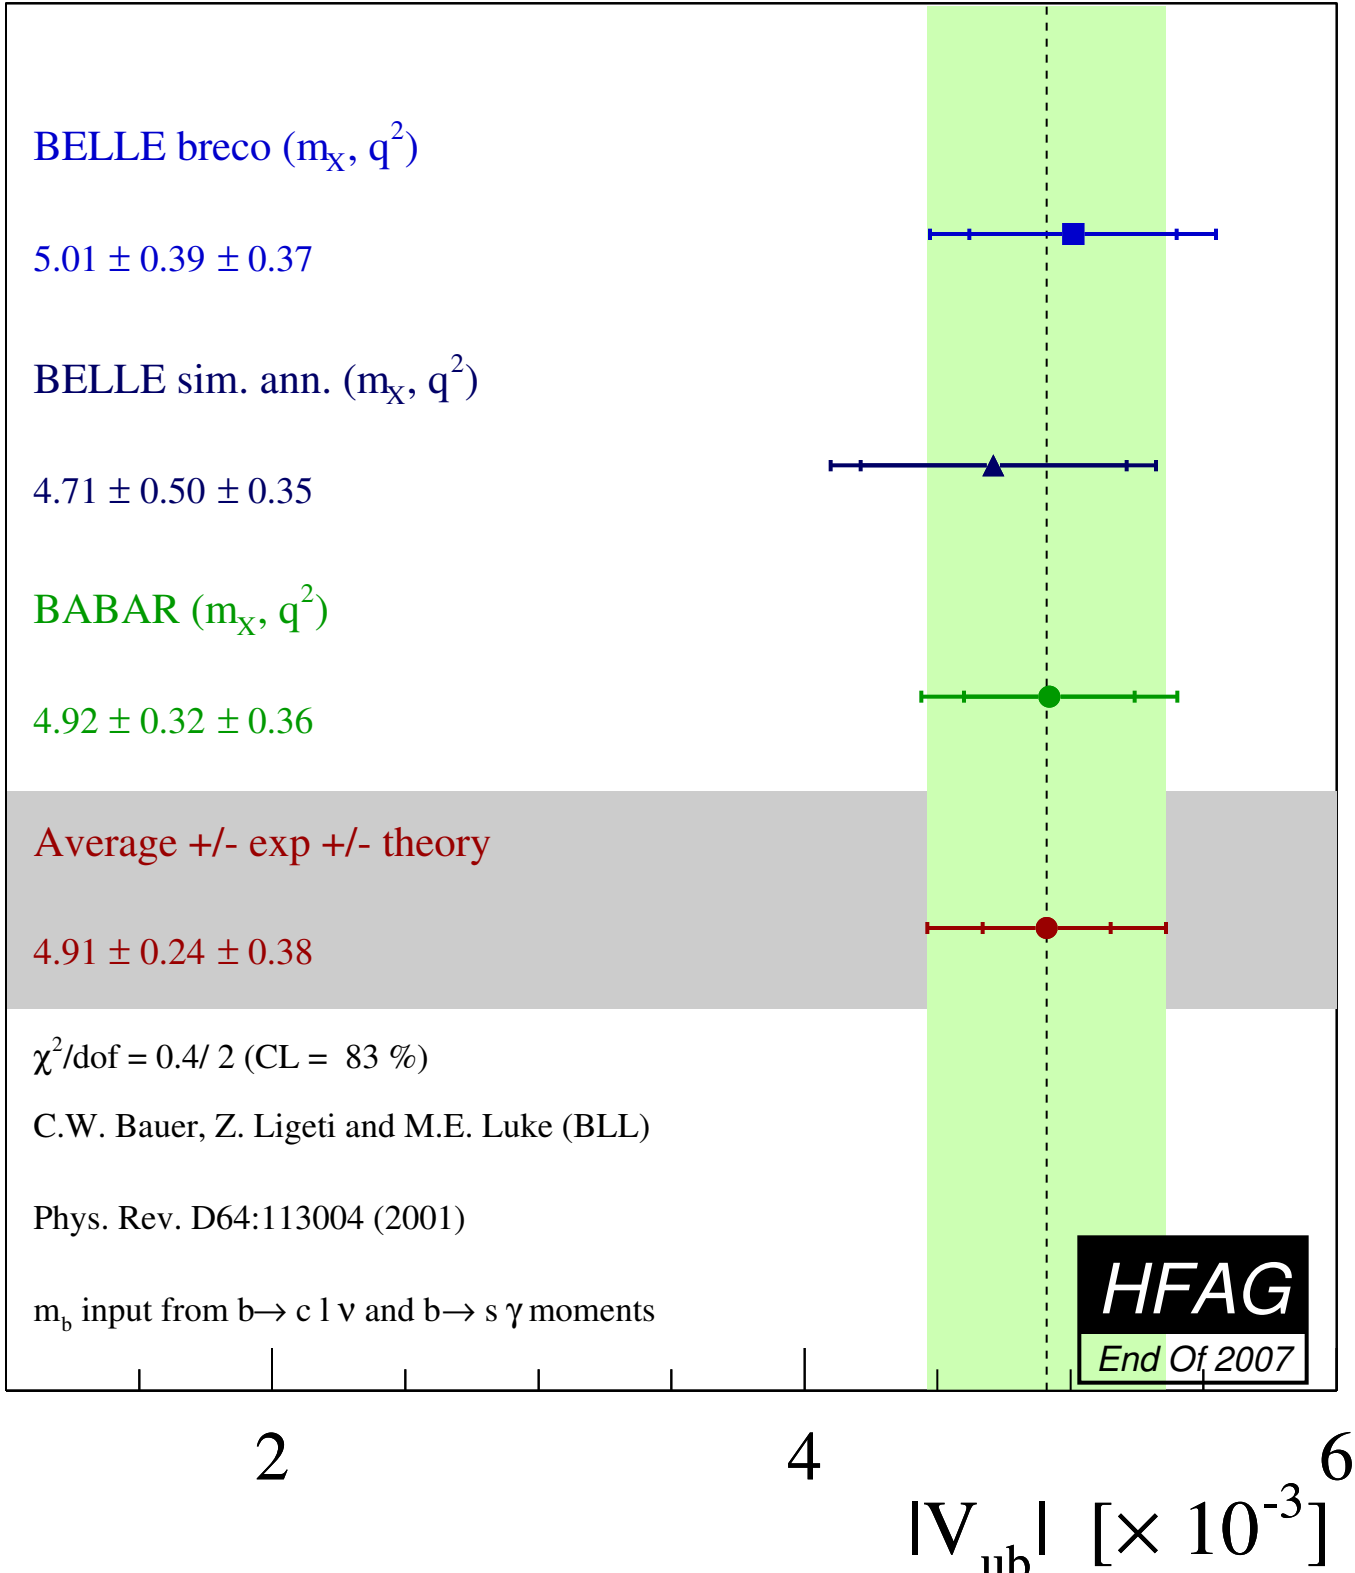 BELLE breco (mX, q2)
5.01 ± 0.39 ± 0.37
BELLE sim. ann. (mX, q2)
4.71 ± 0.50 ± 0.35
BABAR (mX, q2)
4.92 ± 0.32 ± 0.36
Average +/- exp +/- theory
4.91 ± 0.24 ± 0.38
χ2/dof = 0.4/ 2 (CL = 83 %)
C.W. Bauer, Z. Ligeti and M.E. Luke (BLL)
Phys. Rev. D64:113004 (2001)
mb input from b→ c l ν and b→ s γ moments
HFAG
End Of 2007
2 4 6
|Vub| [× 10-3]